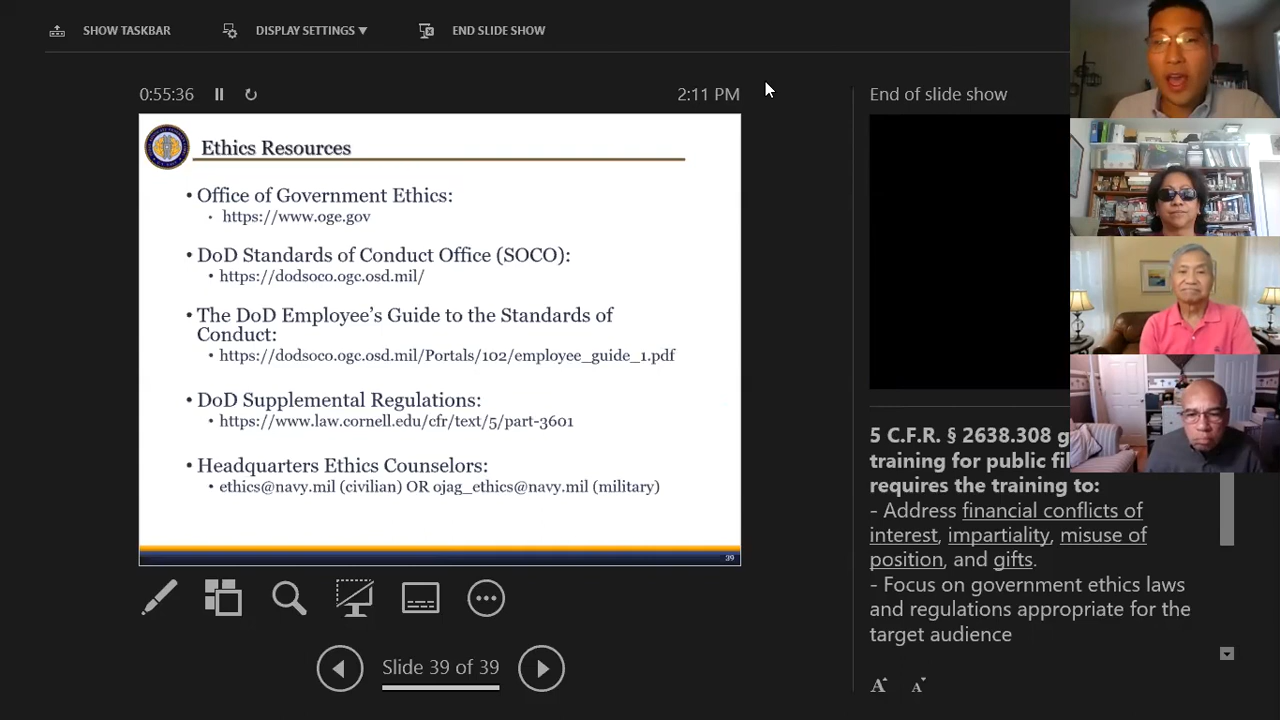 SHOW TASKBAR
DISPLAY SETTINGS ▼
END SLIDE SHOW
0:55:36
2:11 PM
Ethics Resources
• Office of Government Ethics:
• https://www.oge.gov
• DoD Standards of Conduct Office (SOCO):
• https://dodsoco.ogc.osd.mil/
• The DoD Employee's Guide to the Standards of
Conduct:
• https://dodsoco.ogc.osd.mil/Portals/102/employee_guide_1.pdf
• DoD Supplemental Regulations:
• https://www.law.cornell.edu/cfr/text/5/part-3601
• Headquarters Ethics Counselors:
• ethics@navy.mil (civilian) OR ojag_ethics@navy.mil (military)
39
Slide 39 of 39
End of slide show
5 C.F.R. § 2638.308 g
training for public fi
requires the training to:
- Address financial conflicts of
interest, impartiality, misuse of
position, and gifts.
- Focus on government ethics laws
and regulations appropriate for the
target audience
A A